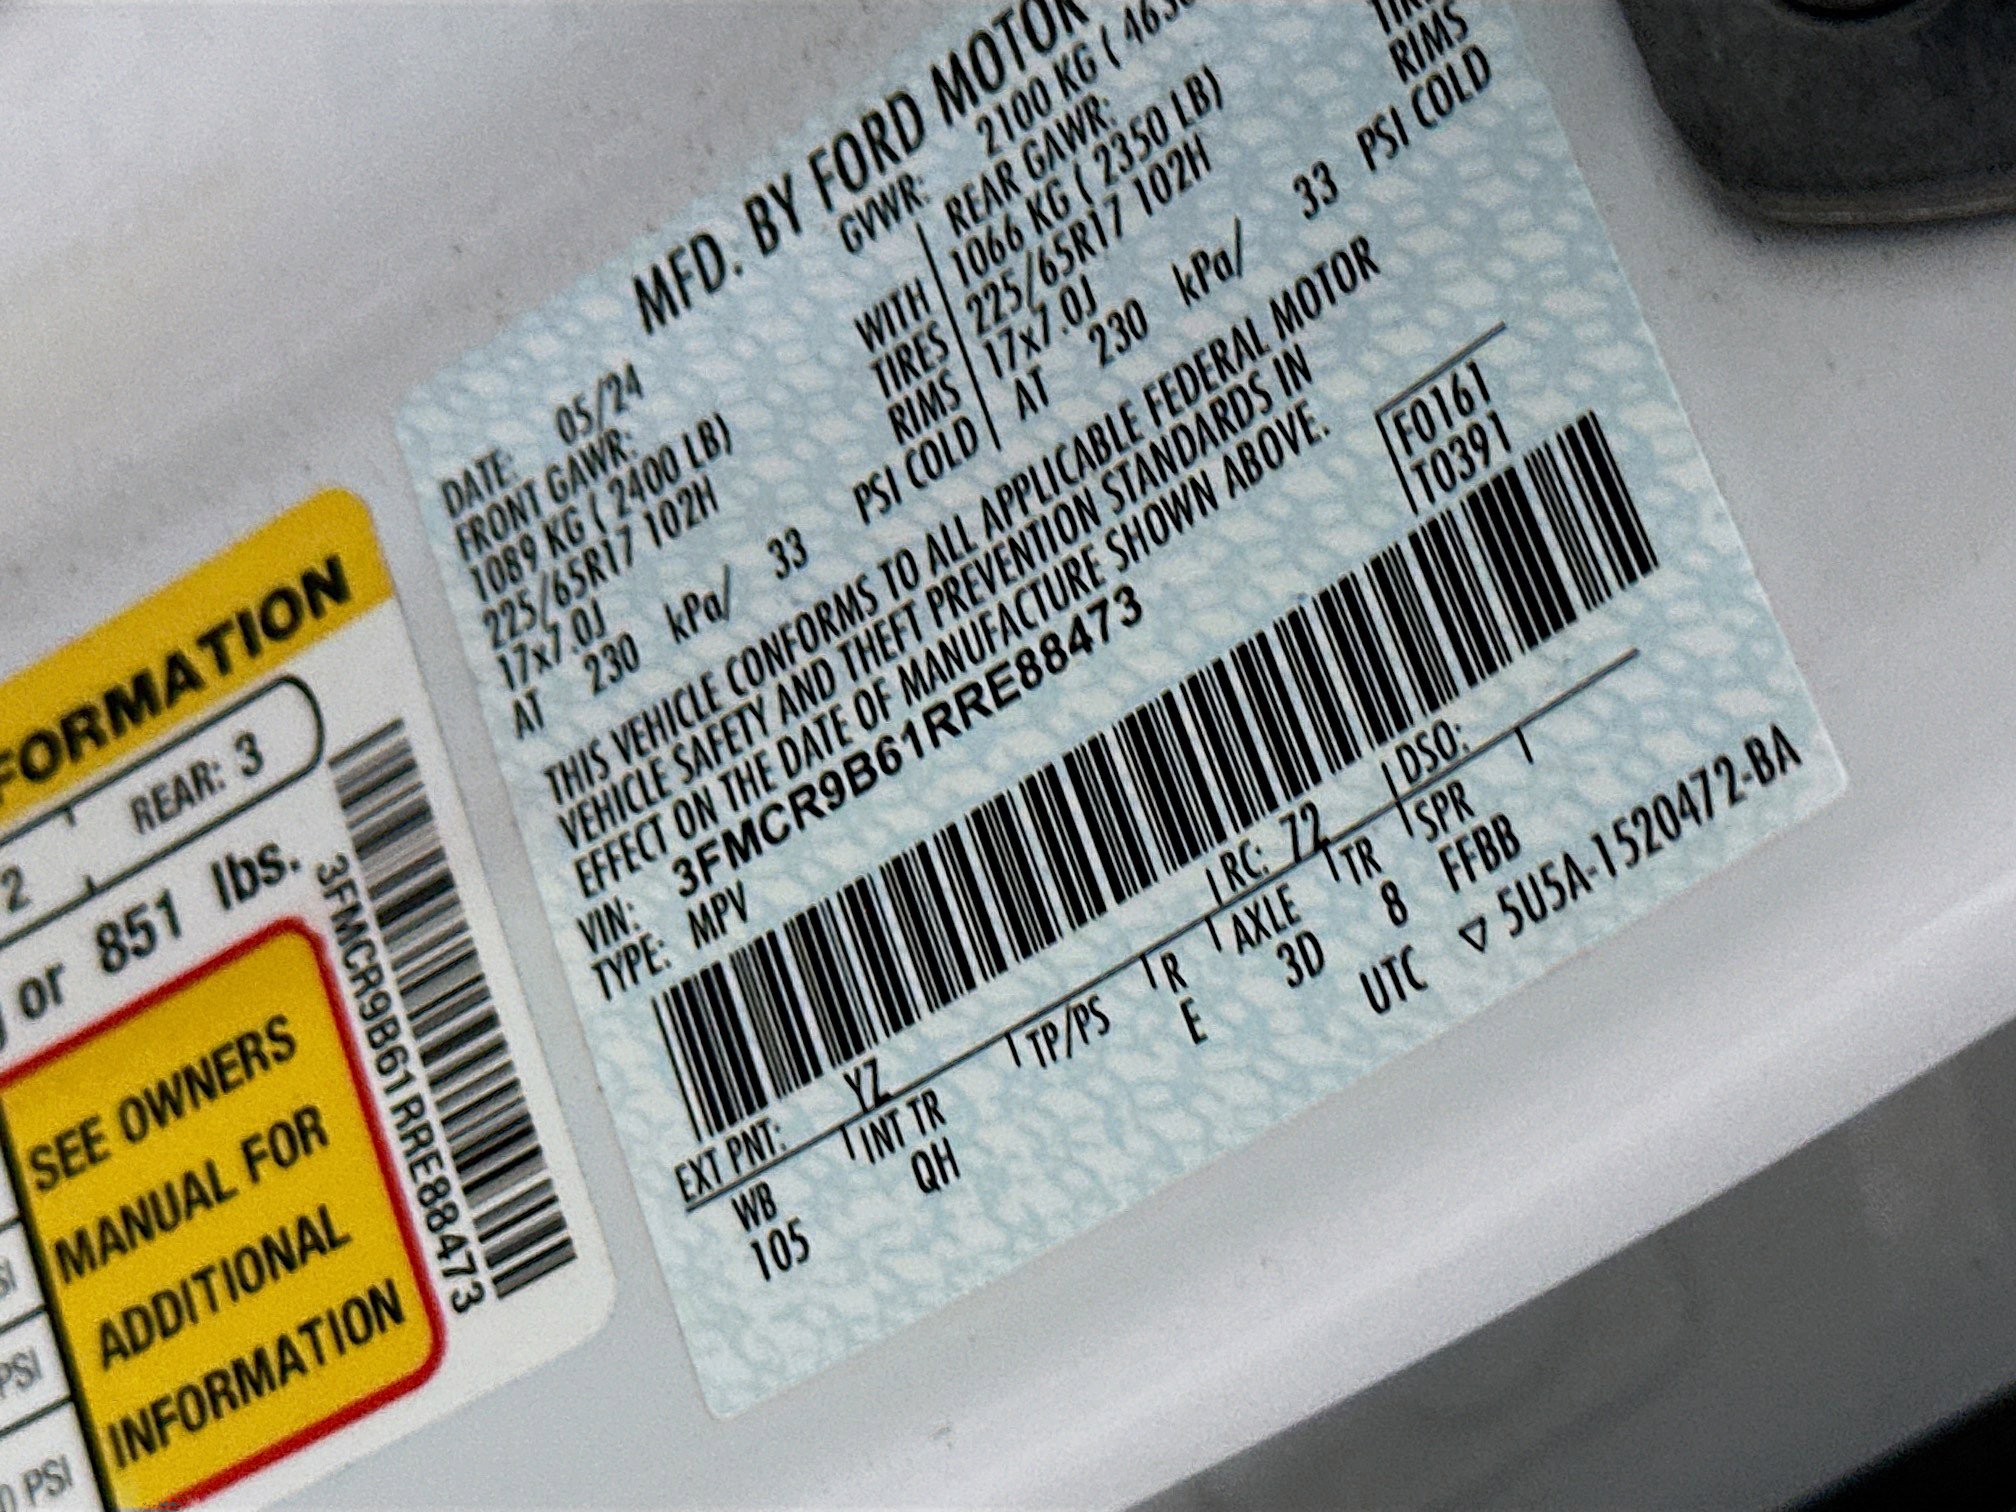 MFD. BY FORD MOTOR
DATE: 05/24
GVWR: 2100 KG (
FRONT GAWR:
1089 KG ( 2400 LB)
225/65R17 102H
17x7.0J
AT 230 kPa/ 33 PSI COLD
WITH
TIRES
RIMS
REAR GAWR:
1066 KG ( 2350 LB)
225/65R17 102H
17x7.0J
AT 230 kPa/ 33 PSI COLD
RIMS
THIS VEHICLE CONFORMS TO ALL APPLICABLE FEDERAL MOTOR
VEHICLE SAFETY AND THEFT PREVENTION STANDARDS IN
EFFECT ON THE DATE OF MANUFACTURE SHOWN ABOVE.
VIN: 3FMCR9B61RRE88473
TYPE: MPV
F0161
T0391
EXT PNT: YZ
RC: 72
DSO:
WB
INT TR
TP/PS
R
AXLE
TR
SPR
105
QH
E
3D
8
FFBB
UTC
▽5U5A-1520472-BA
FORMATION
2
REAR: 3
or 851 lbs.
SEE OWNERS
MANUAL FOR
ADDITIONAL
INFORMATION
3FMCR9B61RRE88473
PSI
PSI